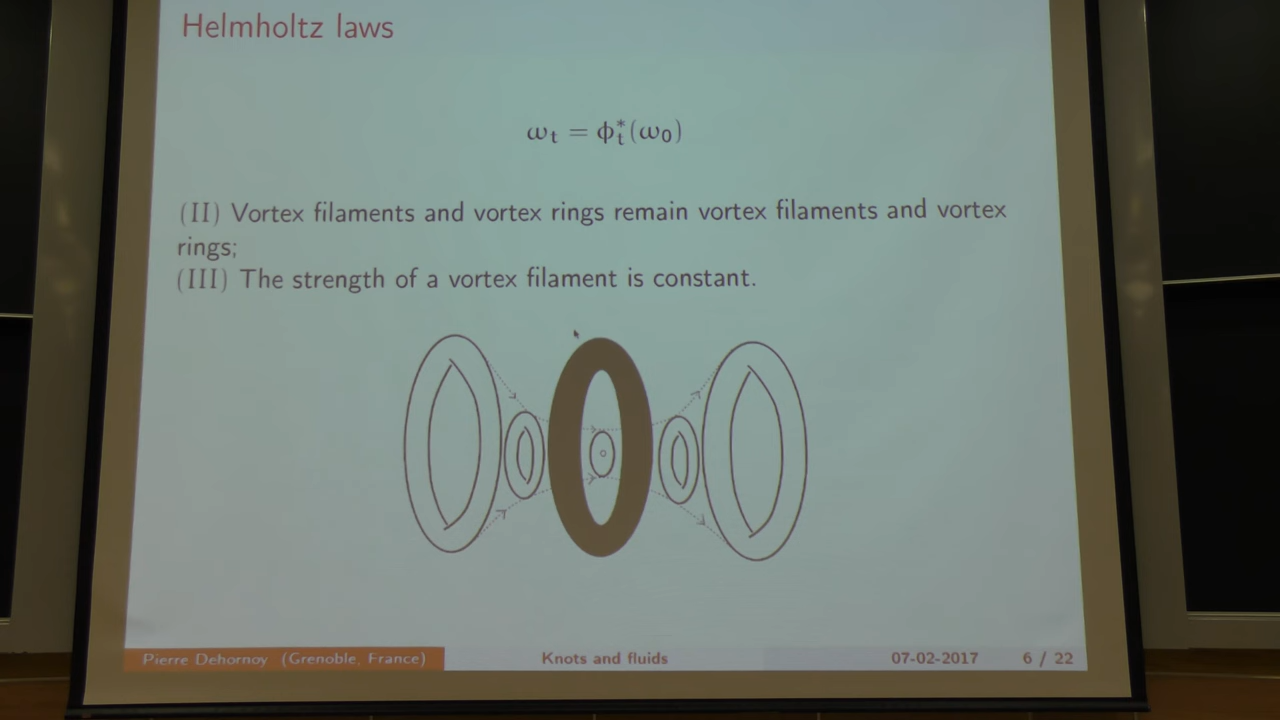 Helmholtz laws
ωₜ = ϕₜ*(ω₀)
(II) Vortex filaments and vortex rings remain vortex filaments and vortex
rings;
(III) The strength of a vortex filament is constant.
Pierre Dehornoy (Grenoble, France) Knots and fluids 07-02-2017 6 / 22